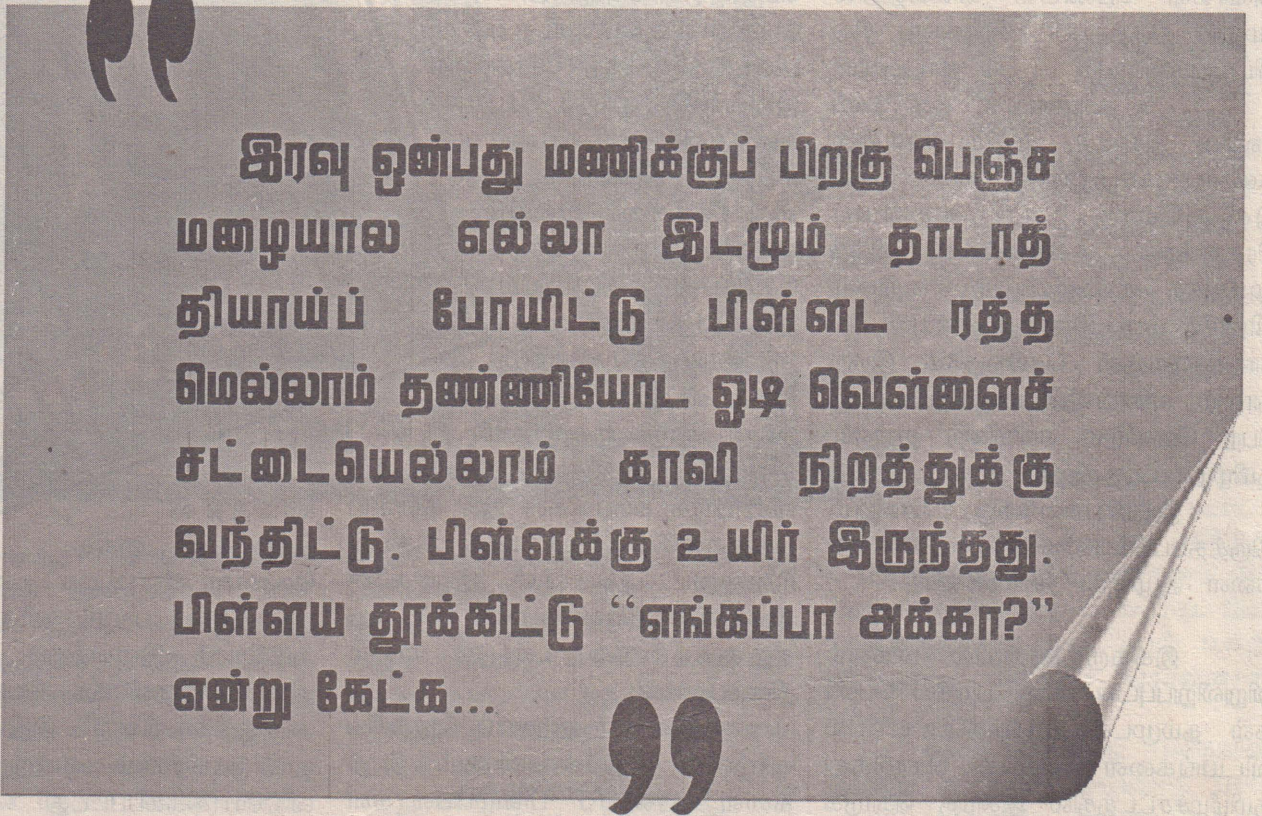 இரவு ஒன்பது மணிக்குப் பிறகு பெஞ்ச
மழையால எல்லா இடமும் தாடாத்
தியாய்ப் போயிட்டு பிள்ளட ரத்த
மெல்லாம் தண்ணியோட ஓடி வெள்ளைச்
சட்டையெல்லாம் காவி நிறத்துக்கு
வந்திட்டு. பிள்ளக்கு உயிர் இருந்தது.
பிள்ளய தூக்கிட்டு “எங்கப்பா அக்கா?”
என்று கேட்க...